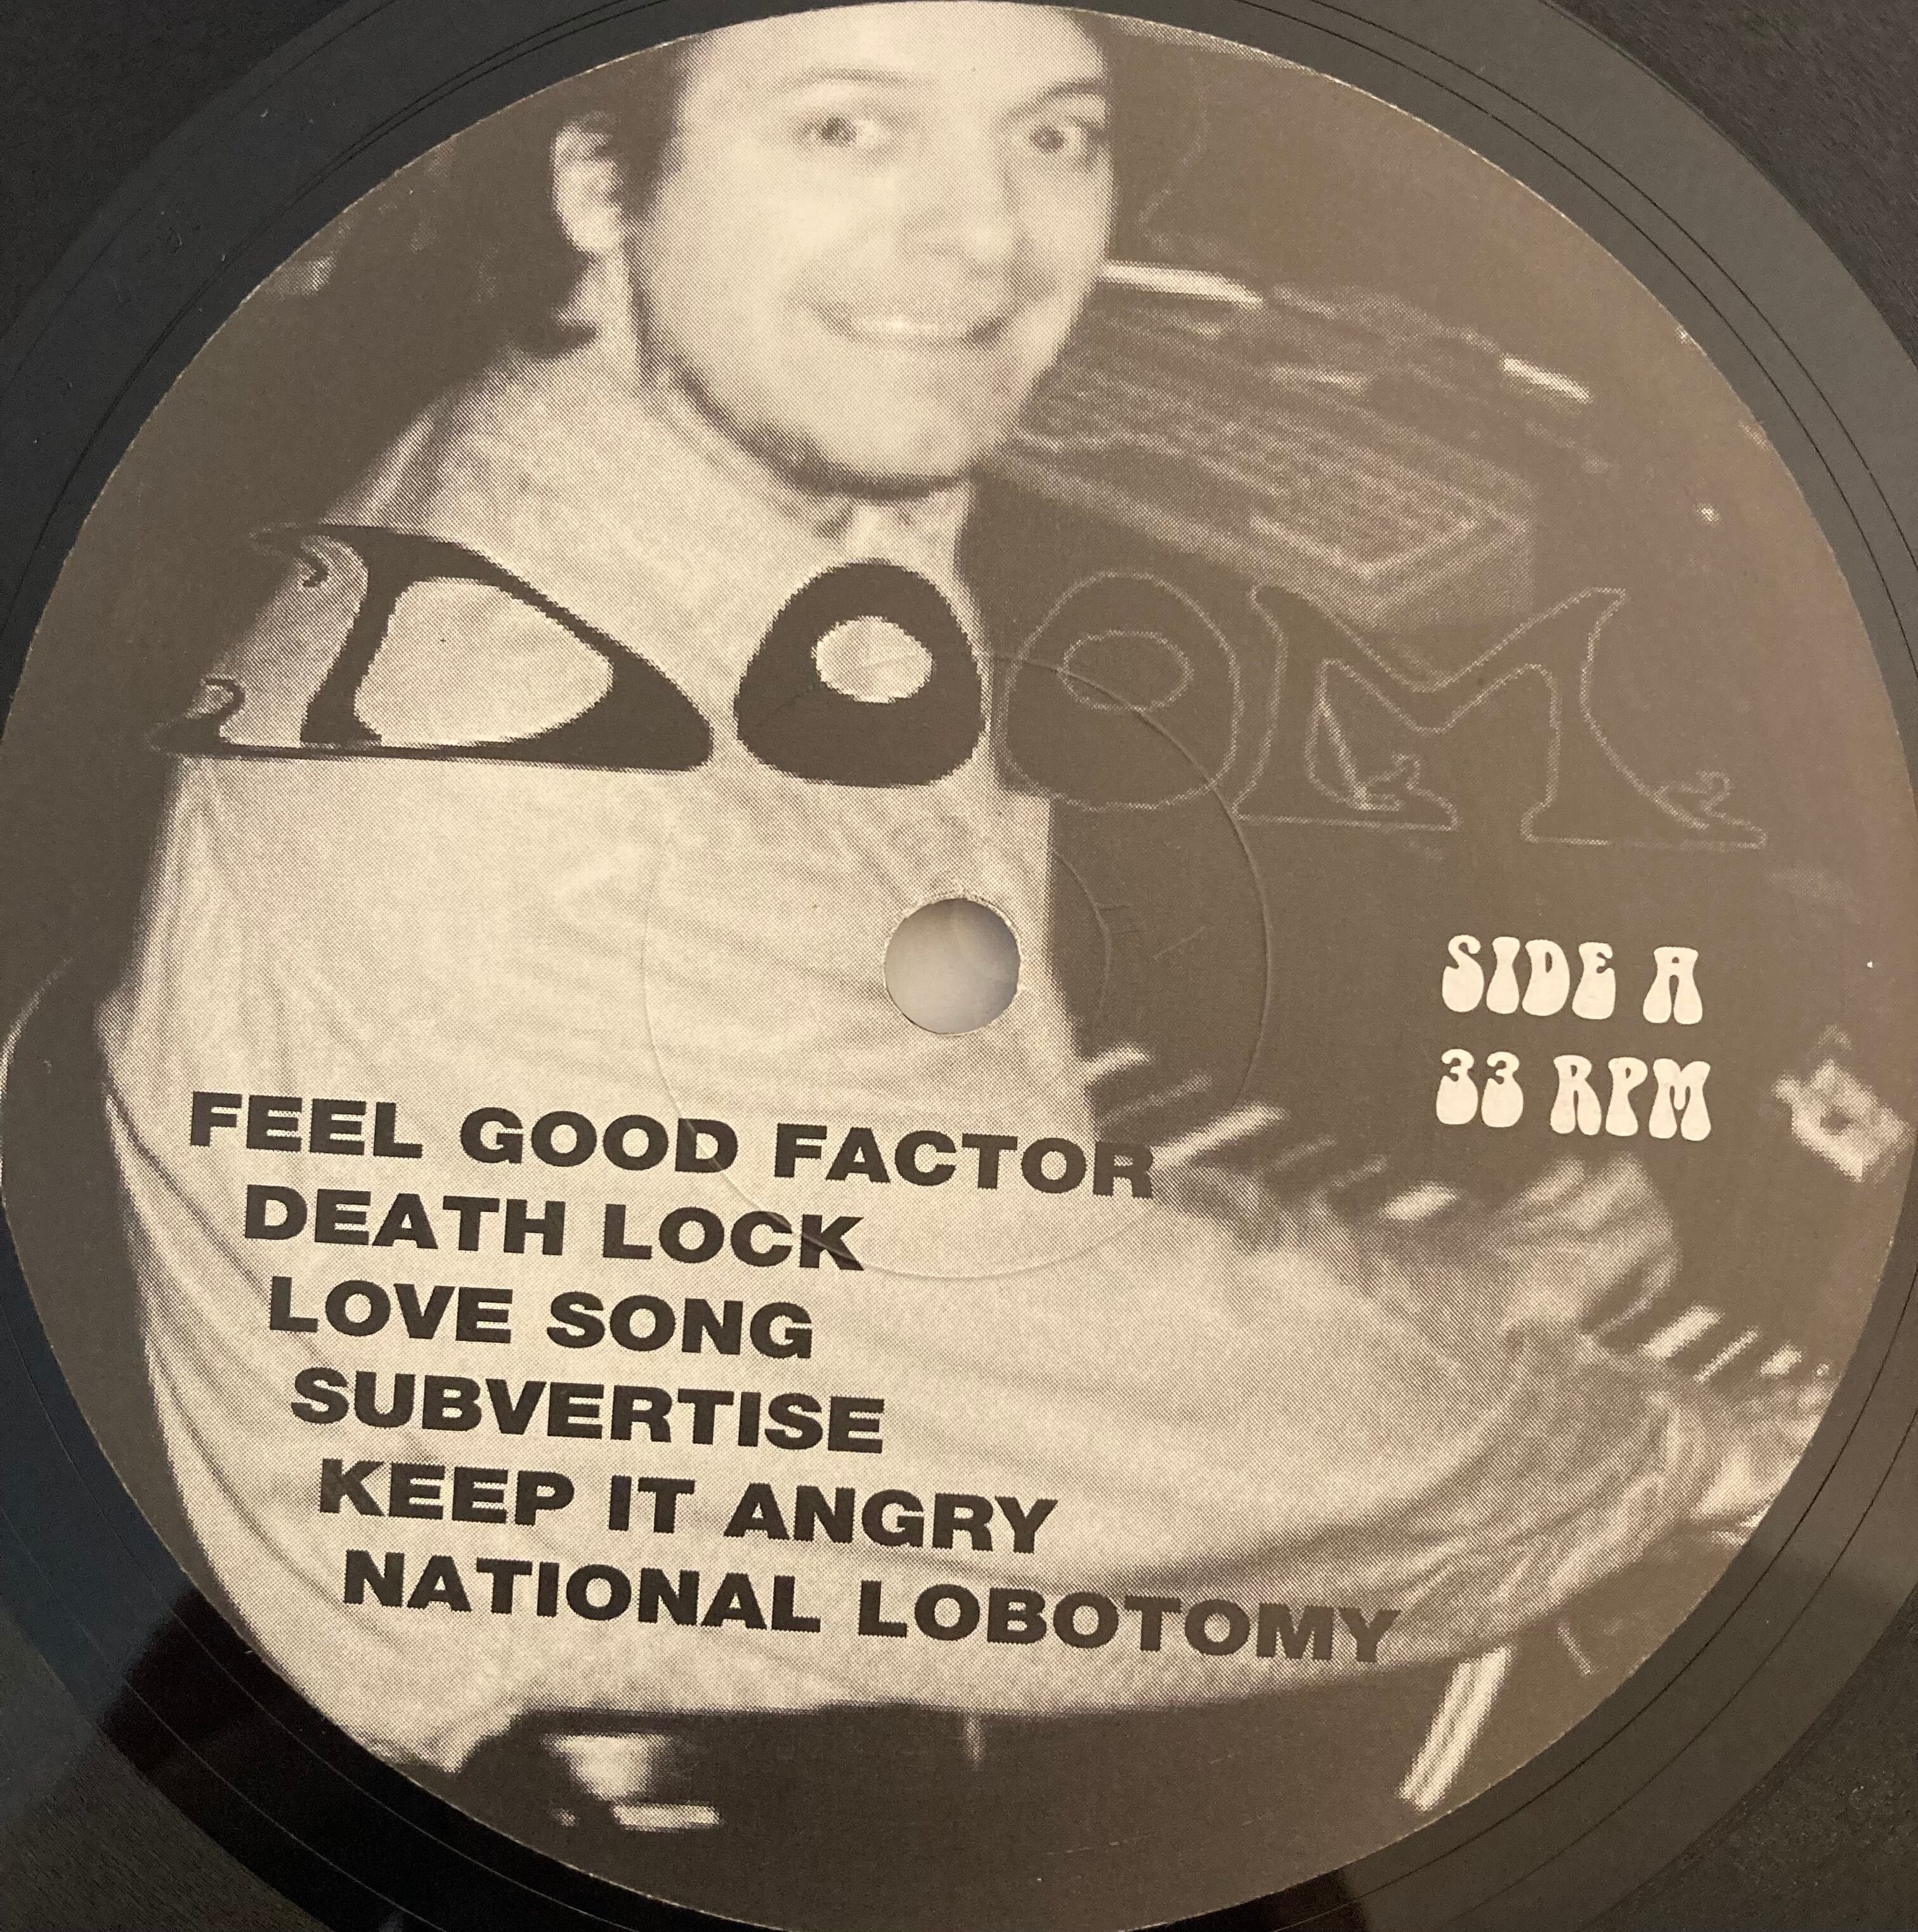 DOOM
SIDE A
33 RPM
FEEL GOOD FACTOR
DEATH LOCK
LOVE SONG
SUBVERTISE
KEEP IT ANGRY
NATIONAL LOBOTOMY